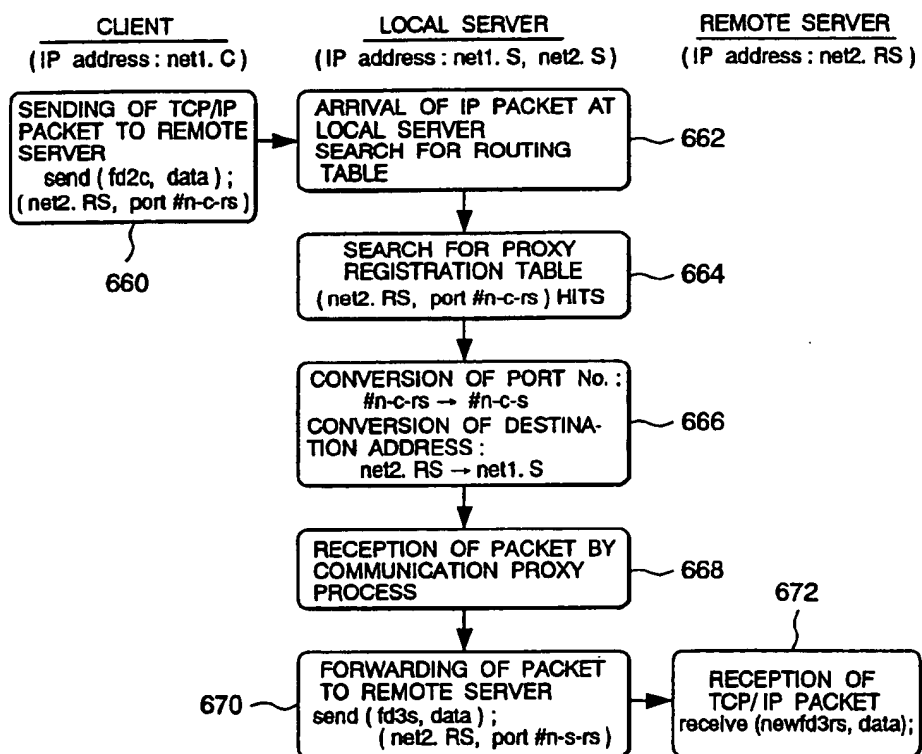 CLIENT
(IP address: net1. C)
LOCAL SERVER
(IP address: net1. S, net2. S)
REMOTE SERVER
(IP address: net2. RS)
SENDING OF TCP/IP
PACKET TO REMOTE
SERVER
send (fd2c, data);
(net2. RS, port #n-c-rs)
660
ARRIVAL OF IP PACKET AT
LOCAL SERVER
SEARCH FOR ROUTING
TABLE
662
SEARCH FOR PROXY
REGISTRATION TABLE
(net2. RS, port #n-c-rs) HITS
664
CONVERSION OF PORT No.:
#n-c-rs → #n-c-s
CONVERSION OF DESTINA-
TION ADDRESS:
net2. RS → net1. S
666
RECEPTION OF PACKET BY
COMMUNICATION PROXY
PROCESS
668
FORWARDING OF PACKET
TO REMOTE SERVER
send (fd3s, data);
(net2. RS, port #n-s-rs)
670
672
RECEPTION OF
TCP/IP PACKET
receive (newfd3rs, data);